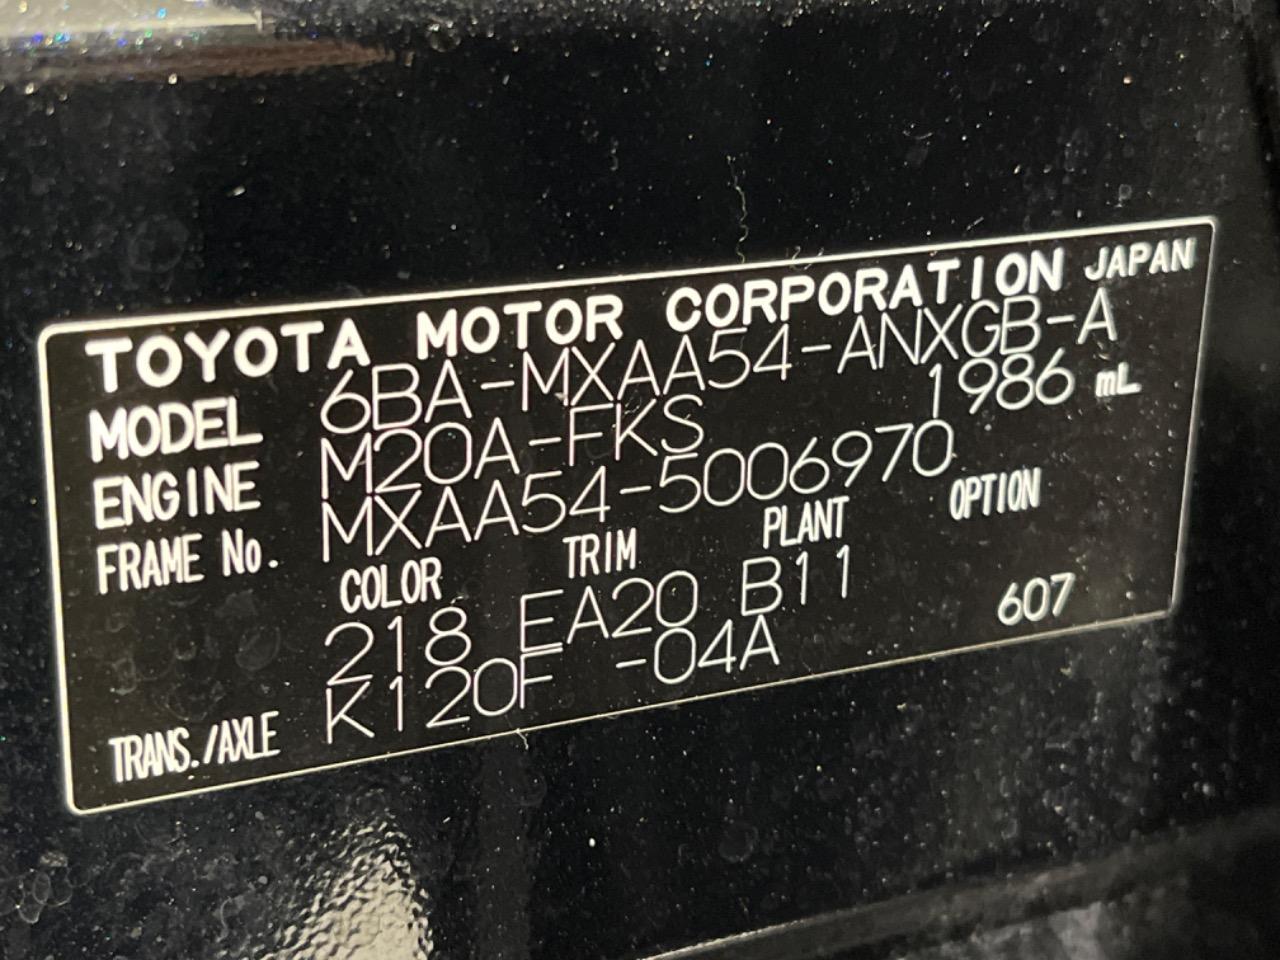 TOYOTA MOTOR CORPORATION JAPAN
MODEL 6BA-MXAA54-ANXGB-A
ENGINE M20A-FKS 1986 mL
FRAME No. MXAA54-5006970
COLOR TRIM PLANT OPTION
218 EA20 B11
TRANS./AXLE K120F -04A 607